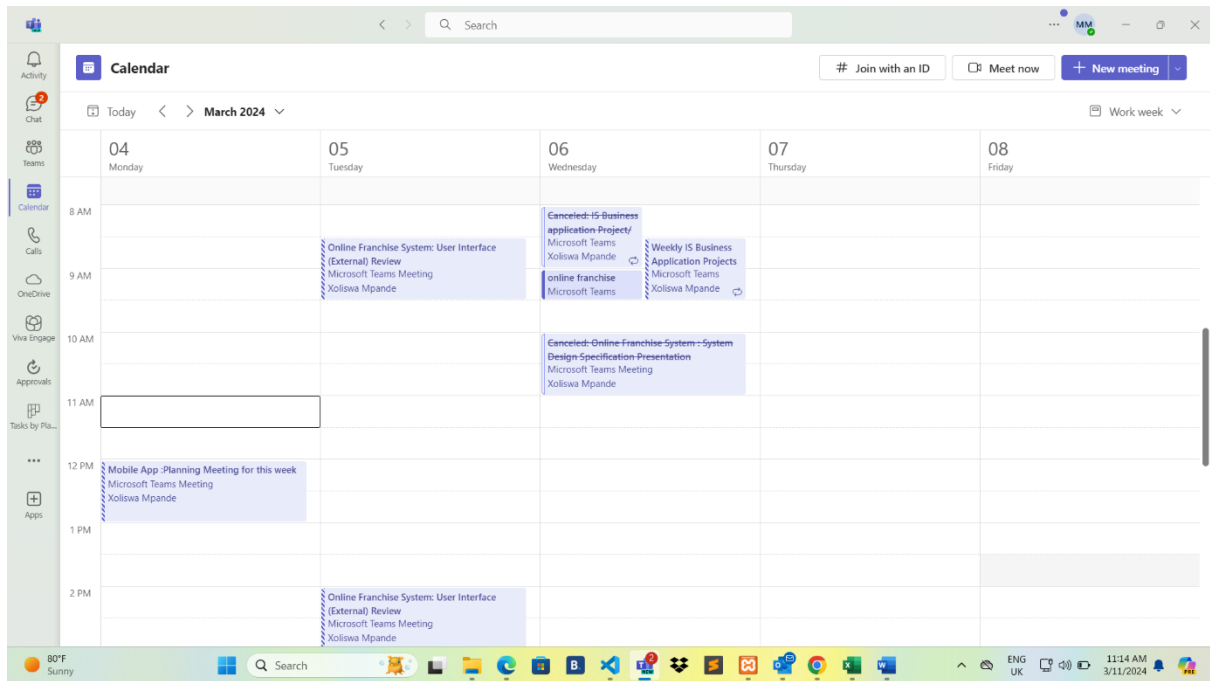 Search
MM
Activity
Calendar
# Join with an ID
Meet now
New meeting
2
Chat
Today
March 2024
Work week
Teams
04
Monday
05
Tuesday
06
Wednesday
07
Thursday
08
Friday
Calendar
Calls
OneDrive
Viva Engage
Approvals
Tasks by Pla...
Apps
8 AM
9 AM
10 AM
11 AM
12 PM
1 PM
2 PM
Mobile App :Planning Meeting for this week
Microsoft Teams Meeting
Xoliswa Mpande
Online Franchise System: User Interface
(External) Review
Microsoft Teams Meeting
Xoliswa Mpande
Online Franchise System: User Interface
(External) Review
Microsoft Teams Meeting
Xoliswa Mpande
Canceled: IS Business
application Project/
Microsoft Teams
Xoliswa Mpande
online franchise
Microsoft Teams
Weekly IS Business
Application Projects
Microsoft Teams
Xoliswa Mpande
Canceled: Online Franchise System : System
Design Specification Presentation
Microsoft Teams Meeting
Xoliswa Mpande
80°F
Sunny
Search
B.
NEW
2
ENG
UK
11:14 AM
3/11/2024
PRE